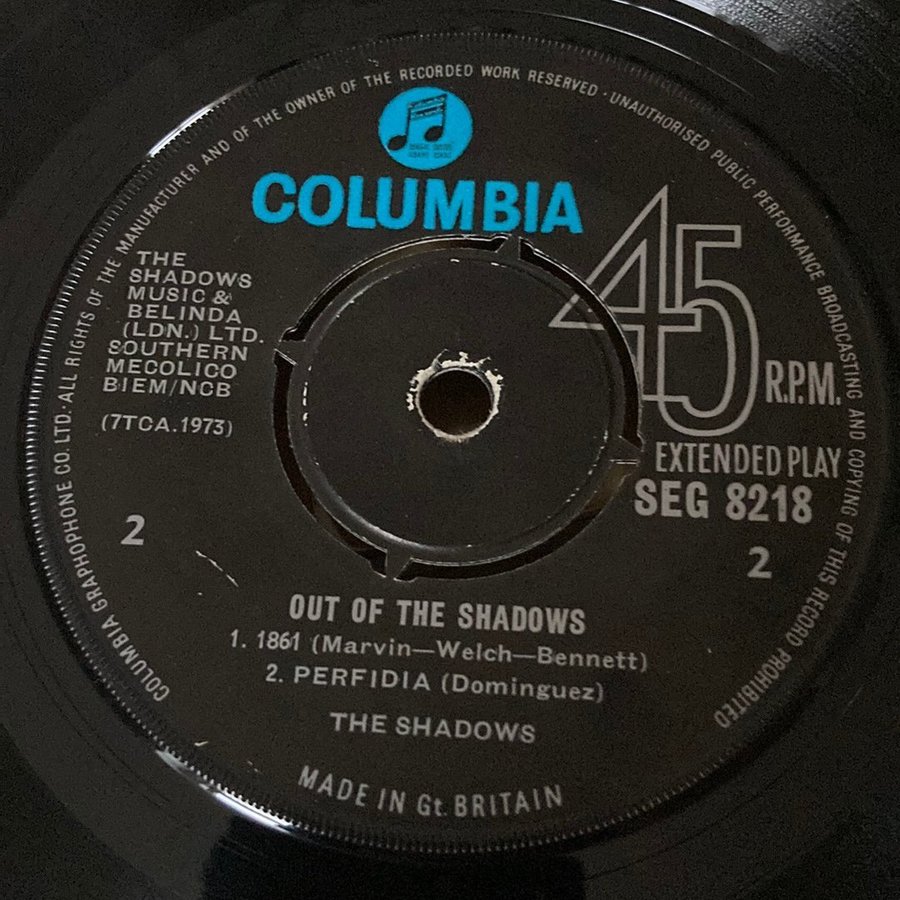 COLUMBIA GRAPHOPHONE CO. LTD.·ALL RIGHTS OF THE MANUFACTURER AND OF THE OWNER OF THE RECORDED WORK RESERVED·UNAUTHORISED PUBLIC PERFORMANCE BROADCASTING AND COPYING OF THIS RECORD PROHIBITED
COLUMBIA
THE
SHADOWS
MUSIC &
BELINDA
(LDN.) LTD.
SOUTHERN
MECOLICO
BIEM/NCB
(7TCA.1973)
45
R.P.M.
EXTENDED PLAY
SEG 8218
2
2
OUT OF THE SHADOWS
1. 1861 (Marvin—Welch—Bennett)
2. PERFIDIA (Dominguez)
THE SHADOWS
MADE IN Gt. BRITAIN